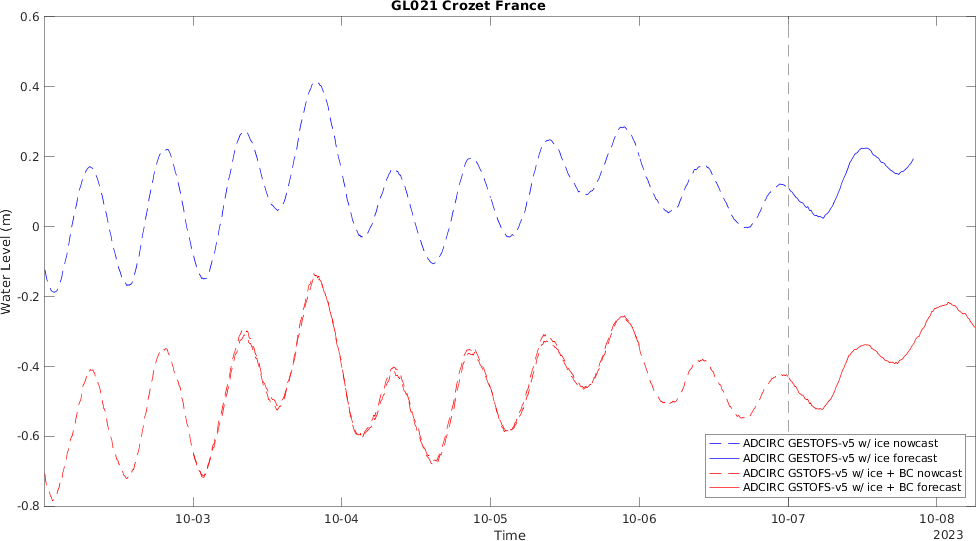 GL021 Crozet France
0.6
0.4
0.2
0
-0.2
-0.4
-0.6
-0.8
Water Level (m)
10-03
10-04
10-05
10-06
10-07
10-08
Time
2023
ADCIRC GESTOFS-v5 w/ ice nowcast
ADCIRC GESTOFS-v5 w/ ice forecast
ADCIRC GSTOFS-v5 w/ ice + BC nowcast
ADCIRC GSTOFS-v5 w/ ice + BC forecast